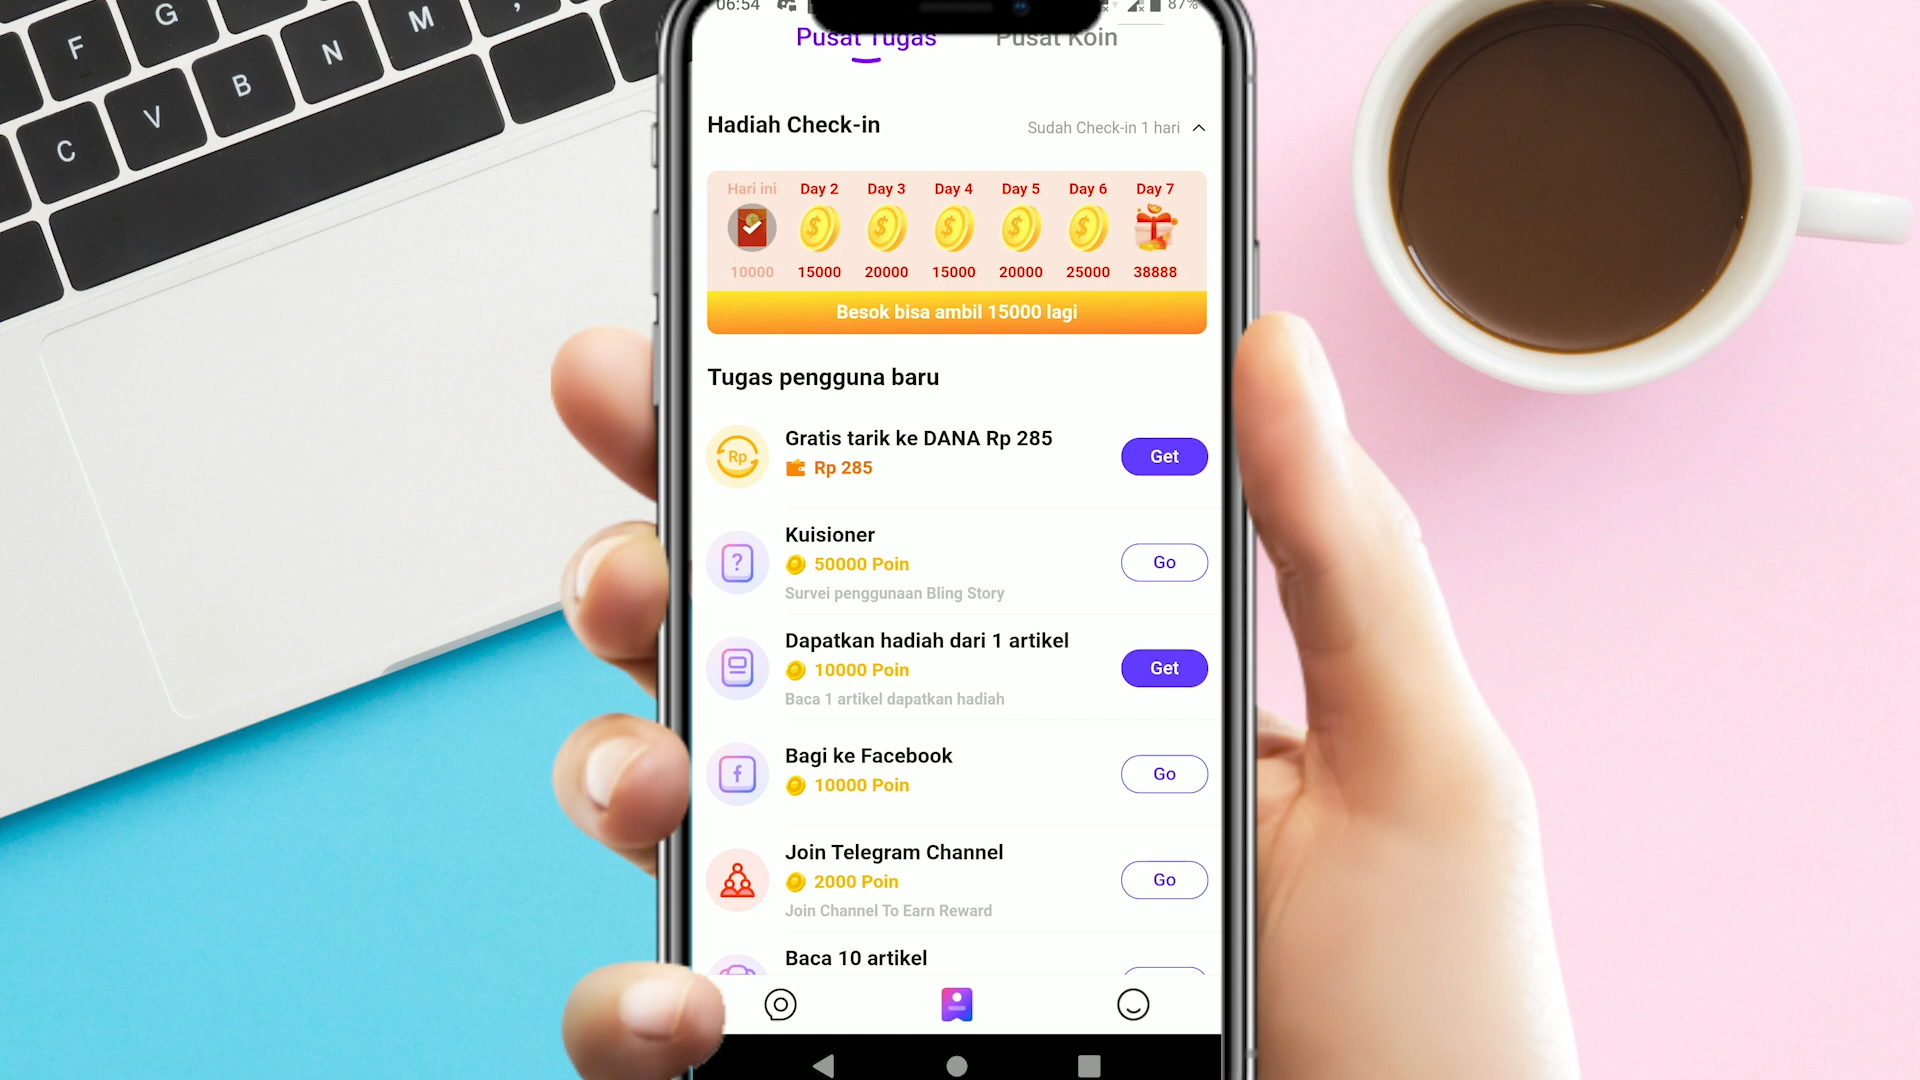 G
M
F
N
B
V
C
06:54
87%
Pusat Tugas
Pusat Koin
Hadiah Check-in
Sudah Check-in 1 hari
Hari ini Day 2 Day 3 Day 4 Day 5 Day 6 Day 7
10000 15000 20000 15000 20000 25000 38888
Besok bisa ambil 15000 lagi
Tugas pengguna baru
Rp
Gratis tarik ke DANA Rp 285
Rp 285
Get
?
Kuisioner
50000 Poin
Survei penggunaan Bling Story
Go
Dapatkan hadiah dari 1 artikel
10000 Poin
Baca 1 artikel dapatkan hadiah
Get
f
Bagi ke Facebook
10000 Poin
Go
Join Telegram Channel
2000 Poin
Join Channel To Earn Reward
Go
Baca 10 artikel